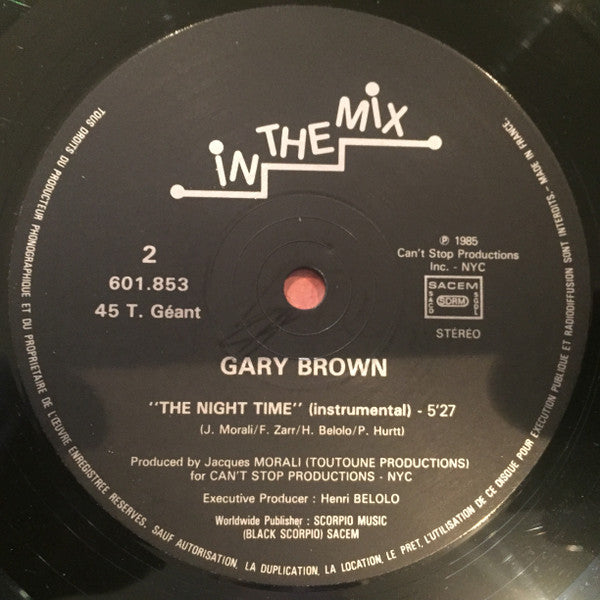 iN THE MiX
2
601.853
45 T. Géant
℗ 1985
Can't Stop Productions
Inc. - NYC
SACEM
SACD
SDRM
SGDL
STÉRÉO
GARY BROWN
"THE NIGHT TIME" (instrumental) - 5'27
(J. Morali/F. Zarr/H. Belolo/P. Hurtt)
Produced by Jacques MORALI (TOUTOUNE PRODUCTIONS)
for CAN'T STOP PRODUCTIONS - NYC
Executive Producer : Henri BELOLO
Worldwide Publisher : SCORPIO MUSIC
(BLACK SCORPIO) SACEM
TOUS DROITS DU PRODUCTEUR PHONOGRAPHIQUE ET DU PROPRIETAIRE DE L'ŒUVRE ENREGISTREE RESERVES. SAUF AUTORISATION, LA DUPLICATION, LA LOCATION, LE PRET, L'UTILISATION DE CE DISQUE POUR EXECUTION PUBLIQUE ET RADIODIFFUSION SONT INTERDITS. - MADE IN FRANCE.